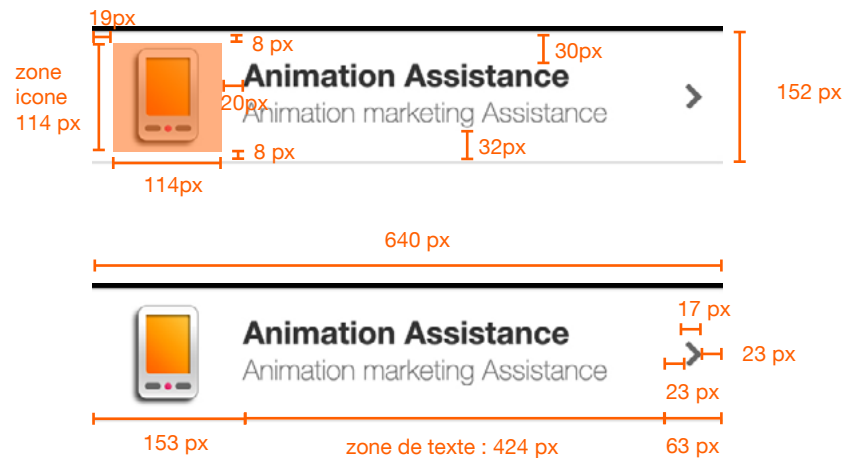 19px
8 px
30px
zone
icone
114 px
Animation Assistance
20px
Animation marketing Assistance
152 px
8 px
32px
114px
640 px
17 px
Animation Assistance
Animation marketing Assistance
23 px
23 px
153 px
zone de texte : 424 px
63 px